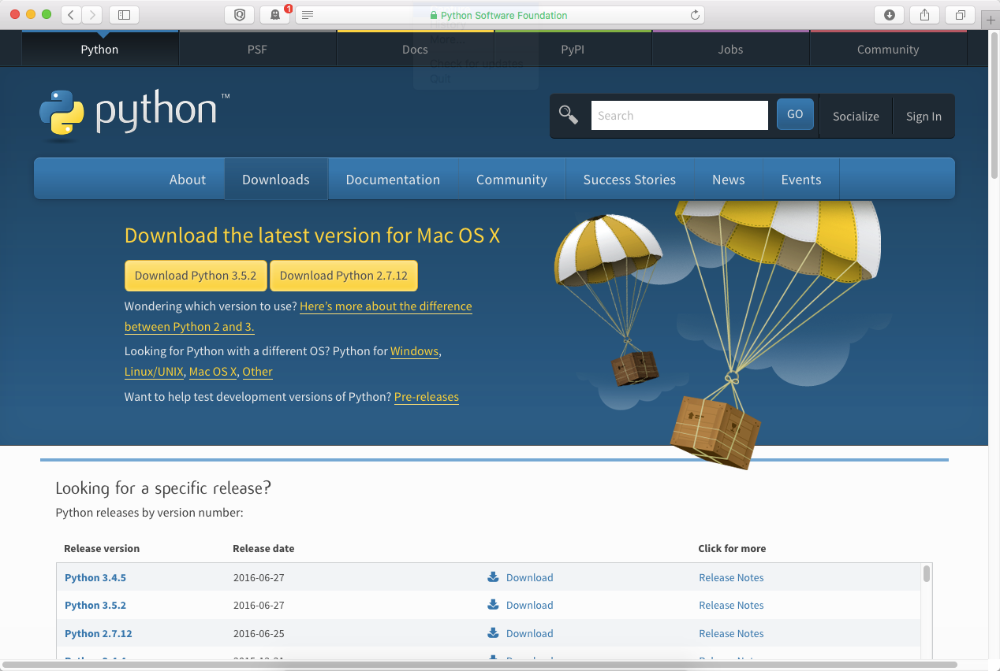 1
Python Software Foundation
History
More...
Check for updates
Quit
Python PSF Docs PyPI Jobs Community
python™
Search GO Socialize Sign In
About Downloads Documentation Community Success Stories News Events
Download the latest version for Mac OS X
Download Python 3.5.2 Download Python 2.7.12
Wondering which version to use? Here's more about the difference
between Python 2 and 3.
Looking for Python with a different OS? Python for Windows,
Linux/UNIX, Mac OS X, Other
Want to help test development versions of Python? Pre-releases
Looking for a specific release?
Python releases by version number:
Release version Release date Click for more
Python 3.4.5 2016-06-27 Download Release Notes
Python 3.5.2 2016-06-27 Download Release Notes
Python 2.7.12 2016-06-25 Download Release Notes